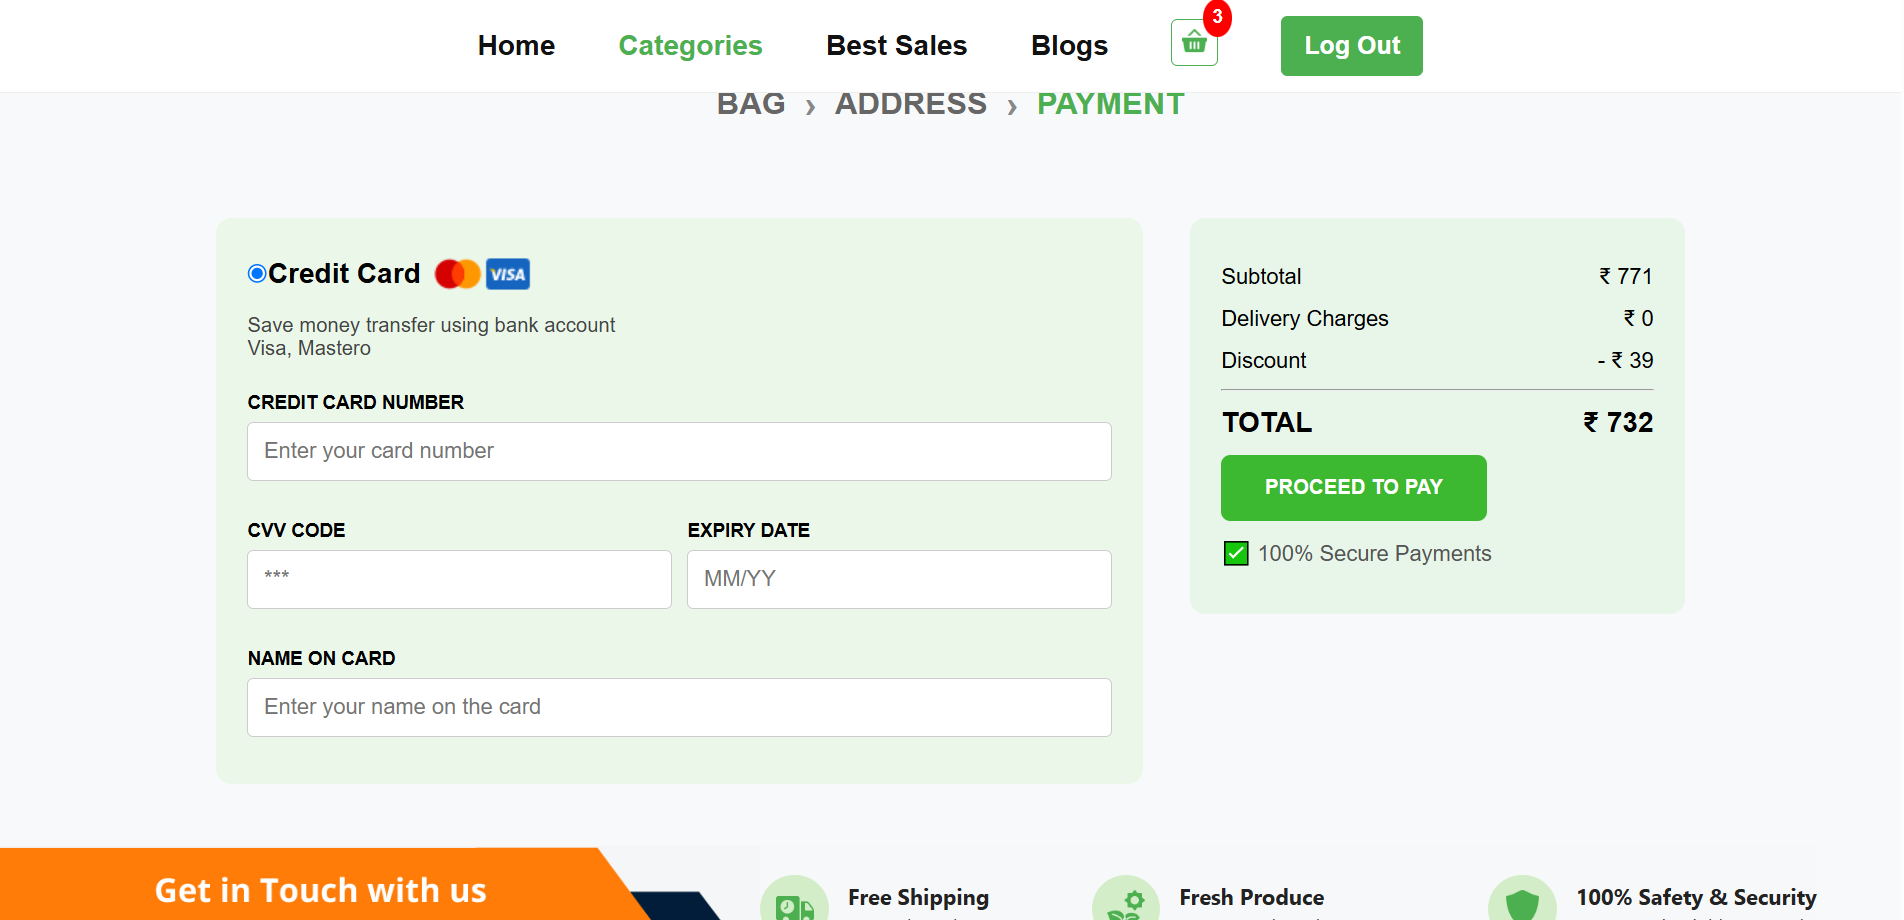 Home Categories Best Sales Blogs 3 Log Out
BAG › ADDRESS › PAYMENT
Credit Card VISA
Save money transfer using bank account
Visa, Mastero
CREDIT CARD NUMBER
Enter your card number
CVV CODE EXPIRY DATE
*** MM/YY
NAME ON CARD
Enter your name on the card
Subtotal ₹ 771
Delivery Charges ₹ 0
Discount - ₹ 39
TOTAL ₹ 732
PROCEED TO PAY
100% Secure Payments
Get in Touch with us
Free Shipping
Fresh Produce
100% Safety & Security